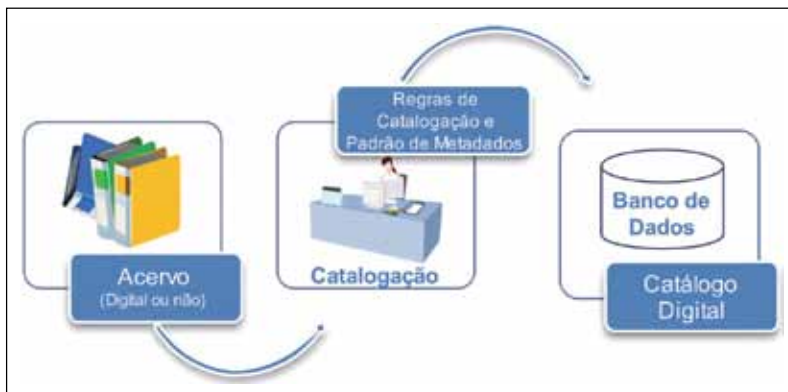 Acervo
(Digital ou não)
Regras de
Catalogação e
Padrão de Metadados
Catalogação
Banco de
Dados
Catálogo
Digital